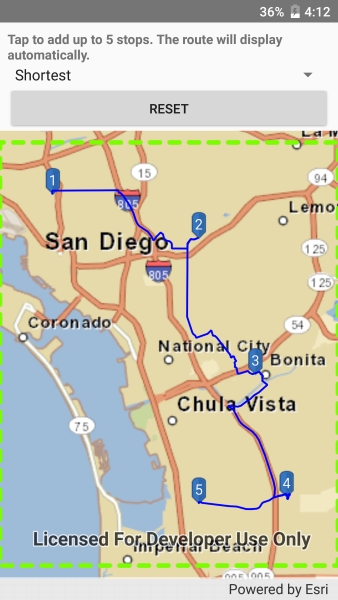 36% 4:12
Tap to add up to 5 stops. The route will display
automatically.
Shortest
RESET
La M
1
15
94
805
Lemo
2
San Diego
125
805
125
Coronado
54
National City
3
Bonita
Chula Vista
75
5
4
Licensed For Developer Use Only
Imperial Beach
905 905
Powered by Esri